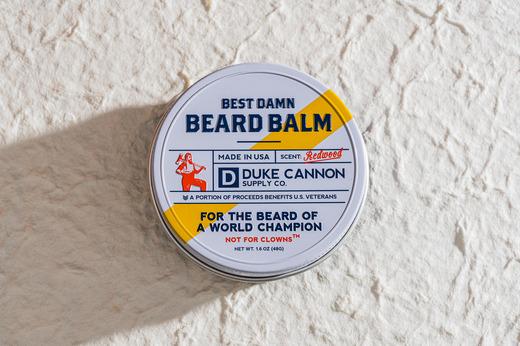 BEST DAMN
BEARD BALM
MADE IN USA
SCENT: Redwood
D DUKE CANNON
SUPPLY CO.
A PORTION OF PROCEEDS BENEFITS U.S. VETERANS
FOR THE BEARD OF
A WORLD CHAMPION
NOT FOR CLOWNS™
NET WT. 1.6 OZ (46G)